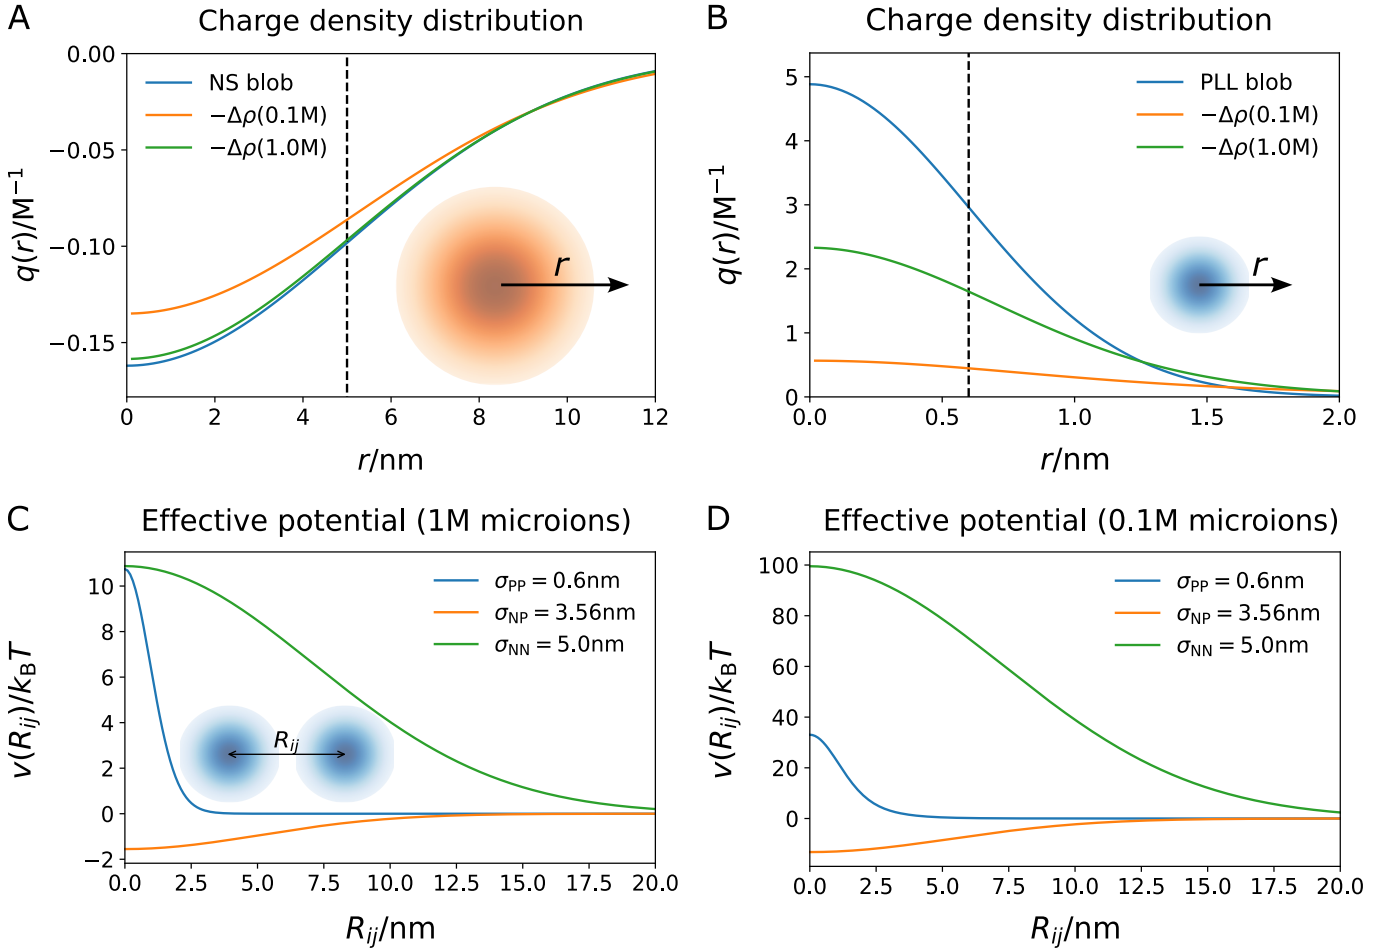 A
Charge density distribution
0.00
−0.05
−0.10
−0.15
q(r)/M⁻¹
NS blob
−Δρ(0.1M)
−Δρ(1.0M)
r
0 2 4 6 8 10 12
r/nm
B
Charge density distribution
5
4
3
2
1
0
q(r)/M⁻¹
PLL blob
−Δρ(0.1M)
−Δρ(1.0M)
r
0.0 0.5 1.0 1.5 2.0
r/nm
C
Effective potential (1M microions)
10
8
6
4
2
0
−2
v(R_ij)/k_BT
σ_PP = 0.6nm
σ_NP = 3.56nm
σ_NN = 5.0nm
R_ij
0.0 2.5 5.0 7.5 10.0 12.5 15.0 17.5 20.0
R_ij/nm
D
Effective potential (0.1M microions)
100
80
60
40
20
0
v(R_ij)/k_BT
σ_PP = 0.6nm
σ_NP = 3.56nm
σ_NN = 5.0nm
0.0 2.5 5.0 7.5 10.0 12.5 15.0 17.5 20.0
R_ij/nm